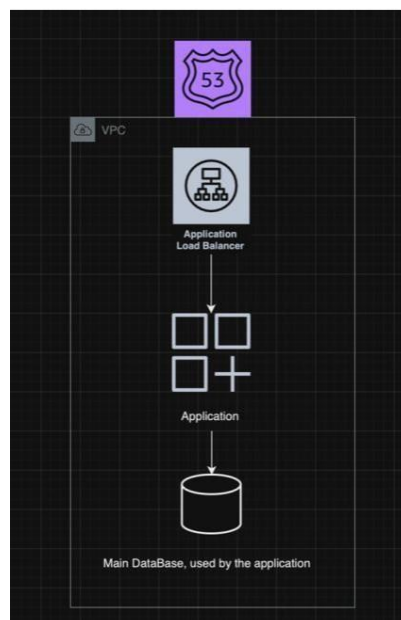 53
VPC
Application
Load Balancer
Application
Main DataBase, used by the application